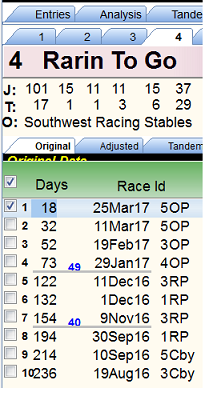 Entries Analysis Tande
1 2 3 4
4 Rarin To Go
J: 101 15 11 11 15 37
T: 17 1 1 3 6 29
O: Southwest Racing Stables
Original Adjusted Tandem
Original Data
Days Race Id
1 18 25Mar17 5OP
2 32 11Mar17 5OP
3 52 19Feb17 3OP
4 73 49 29Jan17 4OP
5 122 11Dec16 3RP
6 132 1Dec16 1RP
7 154 40 9Nov16 3RP
8 194 30Sep16 1RP
9 214 10Sep16 5Cby
10 236 19Aug16 3Cby